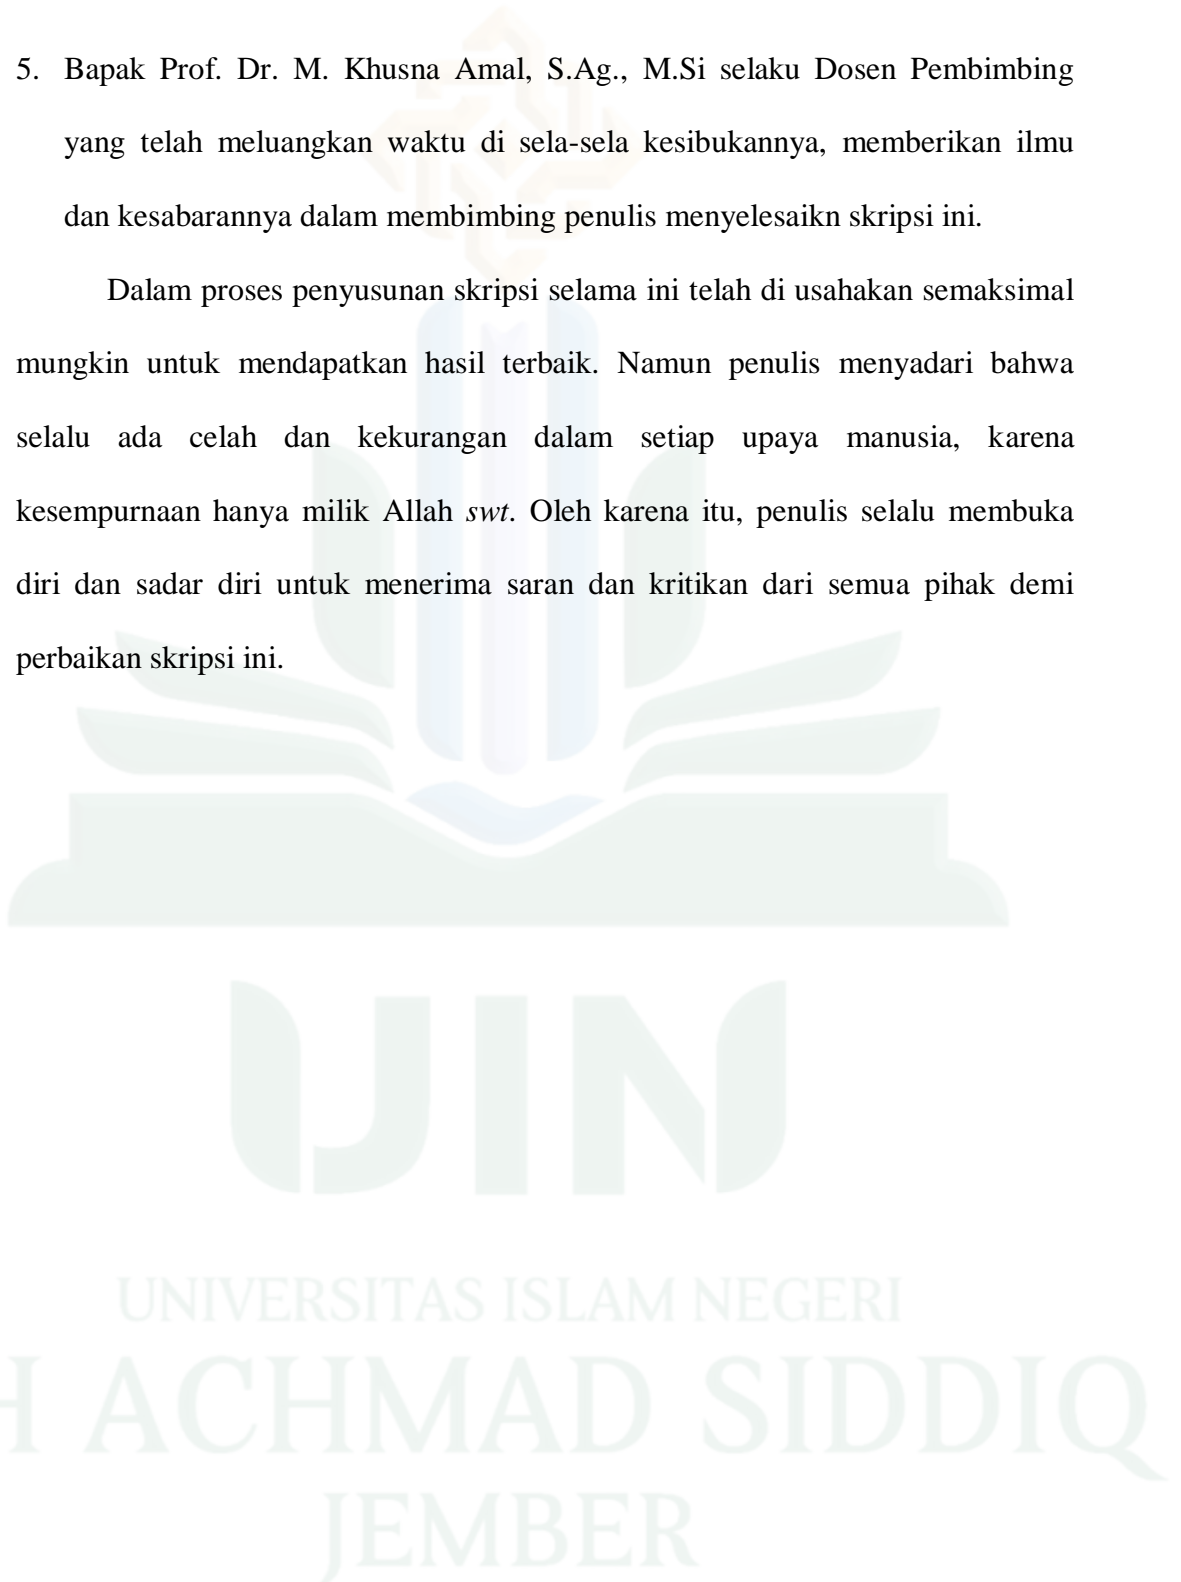 5. Bapak Prof. Dr. M. Khusna Amal, S.Ag., M.Si selaku Dosen Pembimbing
yang telah meluangkan waktu di sela-sela kesibukannya, memberikan ilmu
dan kesabarannya dalam membimbing penulis menyelesaikn skripsi ini.
Dalam proses penyusunan skripsi selama ini telah di usahakan semaksimal
mungkin untuk mendapatkan hasil terbaik. Namun penulis menyadari bahwa
selalu ada celah dan kekurangan dalam setiap upaya manusia, karena
kesempurnaan hanya milik Allah swt. Oleh karena itu, penulis selalu membuka
diri dan sadar diri untuk menerima saran dan kritikan dari semua pihak demi
perbaikan skripsi ini.
UIN
UNIVERSITAS ISLAM NEGERI
H ACHMAD SIDDIQ
JEMBER